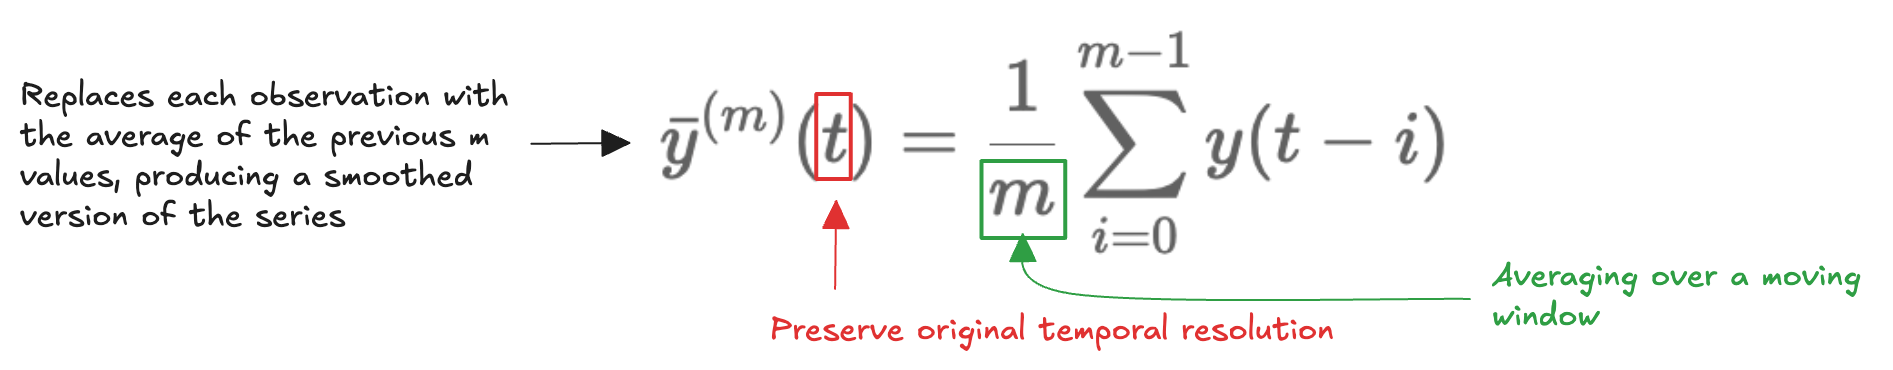 Replaces each observation with
the average of the previous m
values, producing a smoothed
version of the series
ȳ^(m)(t) = 1/m ∑_{i=0}^{m−1} y(t − i)
Preserve original temporal resolution
Averaging over a moving
window